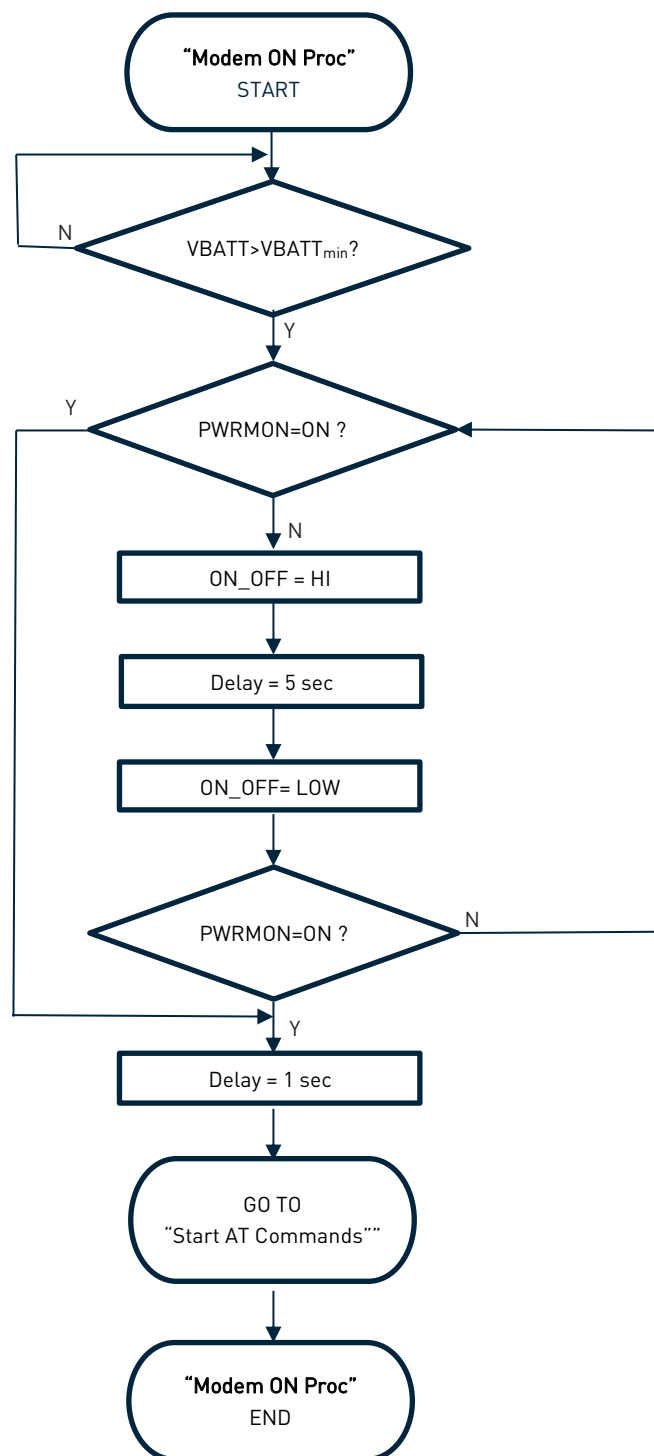 “Modem ON Proc”
START
N
VBATT>VBATTmin?
Y
Y
PWRMON=ON ?
N
ON_OFF = HI
Delay = 5 sec
ON_OFF= LOW
PWRMON=ON ?
N
Y
Delay = 1 sec
GO TO
“Start AT Commands””
“Modem ON Proc”
END